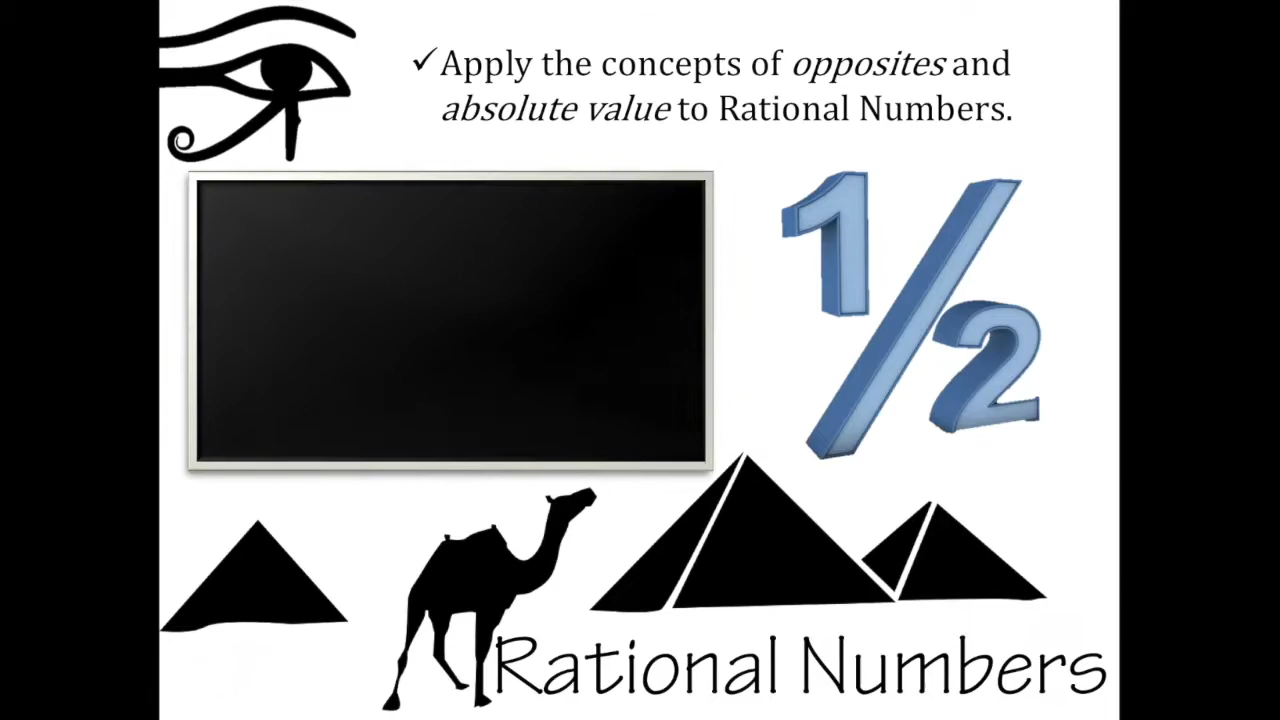 ✓Apply the concepts of opposites and
absolute value to Rational Numbers.
1/2
Rational Numbers